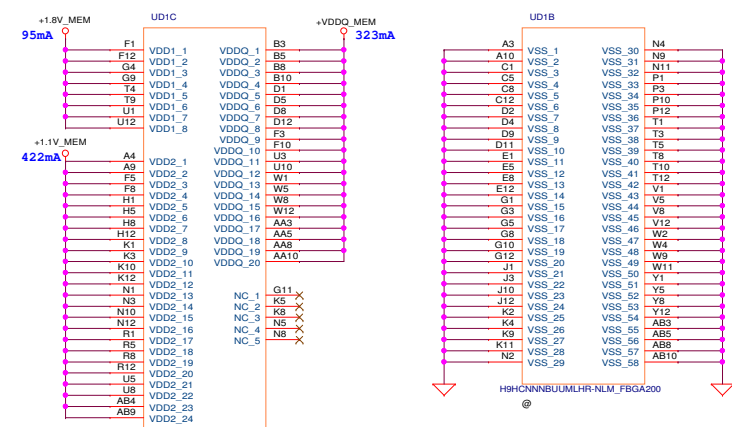 UD1C
+1.8V_MEM
95mA
F1 VDD1_1
F12 VDD1_2
G4 VDD1_3
G9 VDD1_4
T4 VDD1_5
T9 VDD1_6
U1 VDD1_7
U12 VDD1_8
+1.1V_MEM
422mA
A4 VDD2_1
A9 VDD2_2
F5 VDD2_3
F8 VDD2_4
H1 VDD2_5
H5 VDD2_6
H8 VDD2_7
H12 VDD2_8
K1 VDD2_9
K3 VDD2_10
K10 VDD2_11
K12 VDD2_12
N1 VDD2_13
N3 VDD2_14
N10 VDD2_15
N12 VDD2_16
R1 VDD2_17
R5 VDD2_18
R8 VDD2_19
R12 VDD2_20
U5 VDD2_21
U8 VDD2_22
AB4 VDD2_23
AB9 VDD2_24
+VDDQ_MEM
323mA
VDDQ_1 B3
VDDQ_2 B5
VDDQ_3 B8
VDDQ_4 B10
VDDQ_5 D1
VDDQ_6 D5
VDDQ_7 D8
VDDQ_8 D12
VDDQ_9 F3
VDDQ_10 F10
VDDQ_11 U3
VDDQ_12 U10
VDDQ_13 W1
VDDQ_14 W5
VDDQ_15 W8
VDDQ_16 W12
VDDQ_17 AA3
VDDQ_18 AA5
VDDQ_19 AA8
VDDQ_20 AA10
NC_1 G11
NC_2 K5
NC_3 K8
NC_4 N5
NC_5 N8
UD1B
A3 VSS_1
A10 VSS_2
C1 VSS_3
C5 VSS_4
C8 VSS_5
C12 VSS_6
D2 VSS_7
D4 VSS_8
D9 VSS_9
D11 VSS_10
E1 VSS_11
E5 VSS_12
E8 VSS_13
E12 VSS_14
G1 VSS_15
G3 VSS_16
G5 VSS_17
G8 VSS_18
G10 VSS_19
G12 VSS_20
J1 VSS_21
J3 VSS_22
J10 VSS_23
J12 VSS_24
K2 VSS_25
K4 VSS_26
K9 VSS_27
K11 VSS_28
N2 VSS_29
VSS_30 N4
VSS_31 N9
VSS_32 N11
VSS_33 P1
VSS_34 P3
VSS_35 P10
VSS_36 P12
VSS_37 T1
VSS_38 T3
VSS_39 T5
VSS_40 T8
VSS_41 T10
VSS_42 T12
VSS_43 V1
VSS_44 V5
VSS_45 V8
VSS_46 V12
VSS_47 W2
VSS_48 W4
VSS_49 W9
VSS_50 W11
VSS_51 Y1
VSS_52 Y5
VSS_53 Y8
VSS_54 Y12
VSS_55 AB3
VSS_56 AB5
VSS_57 AB8
VSS_58 AB10
H9HCNNNBUUMLHR-NLM_FBGA200
@